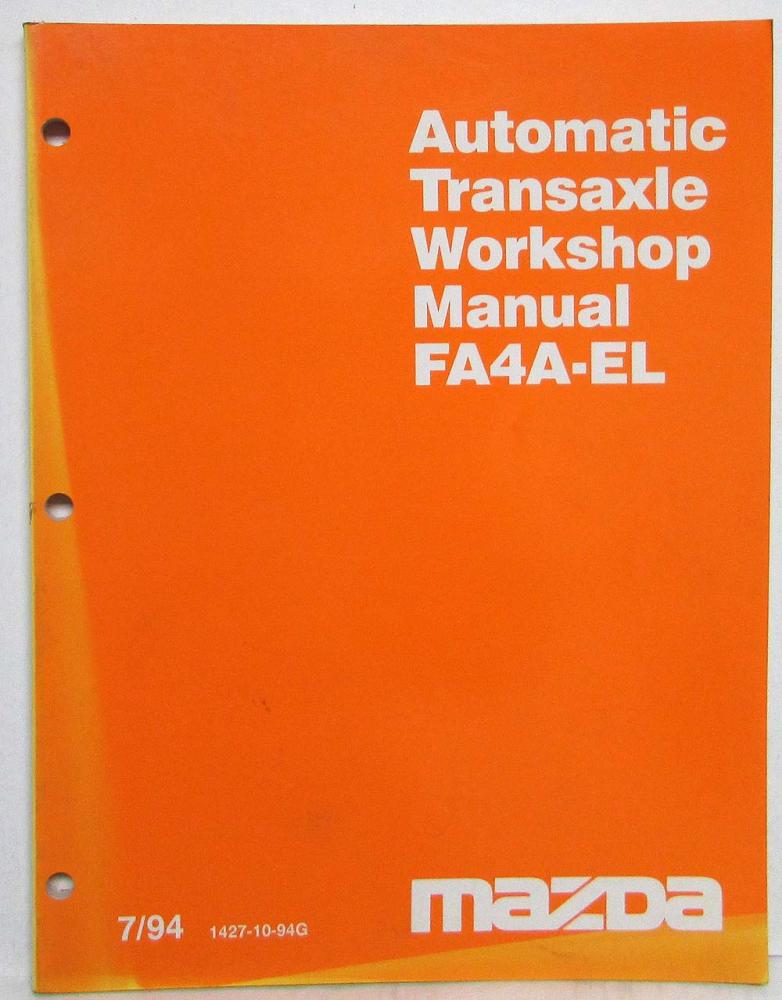 Automatic
Transaxle
Workshop
Manual
FA4A-EL
mazda
7/94 1427-10-94G